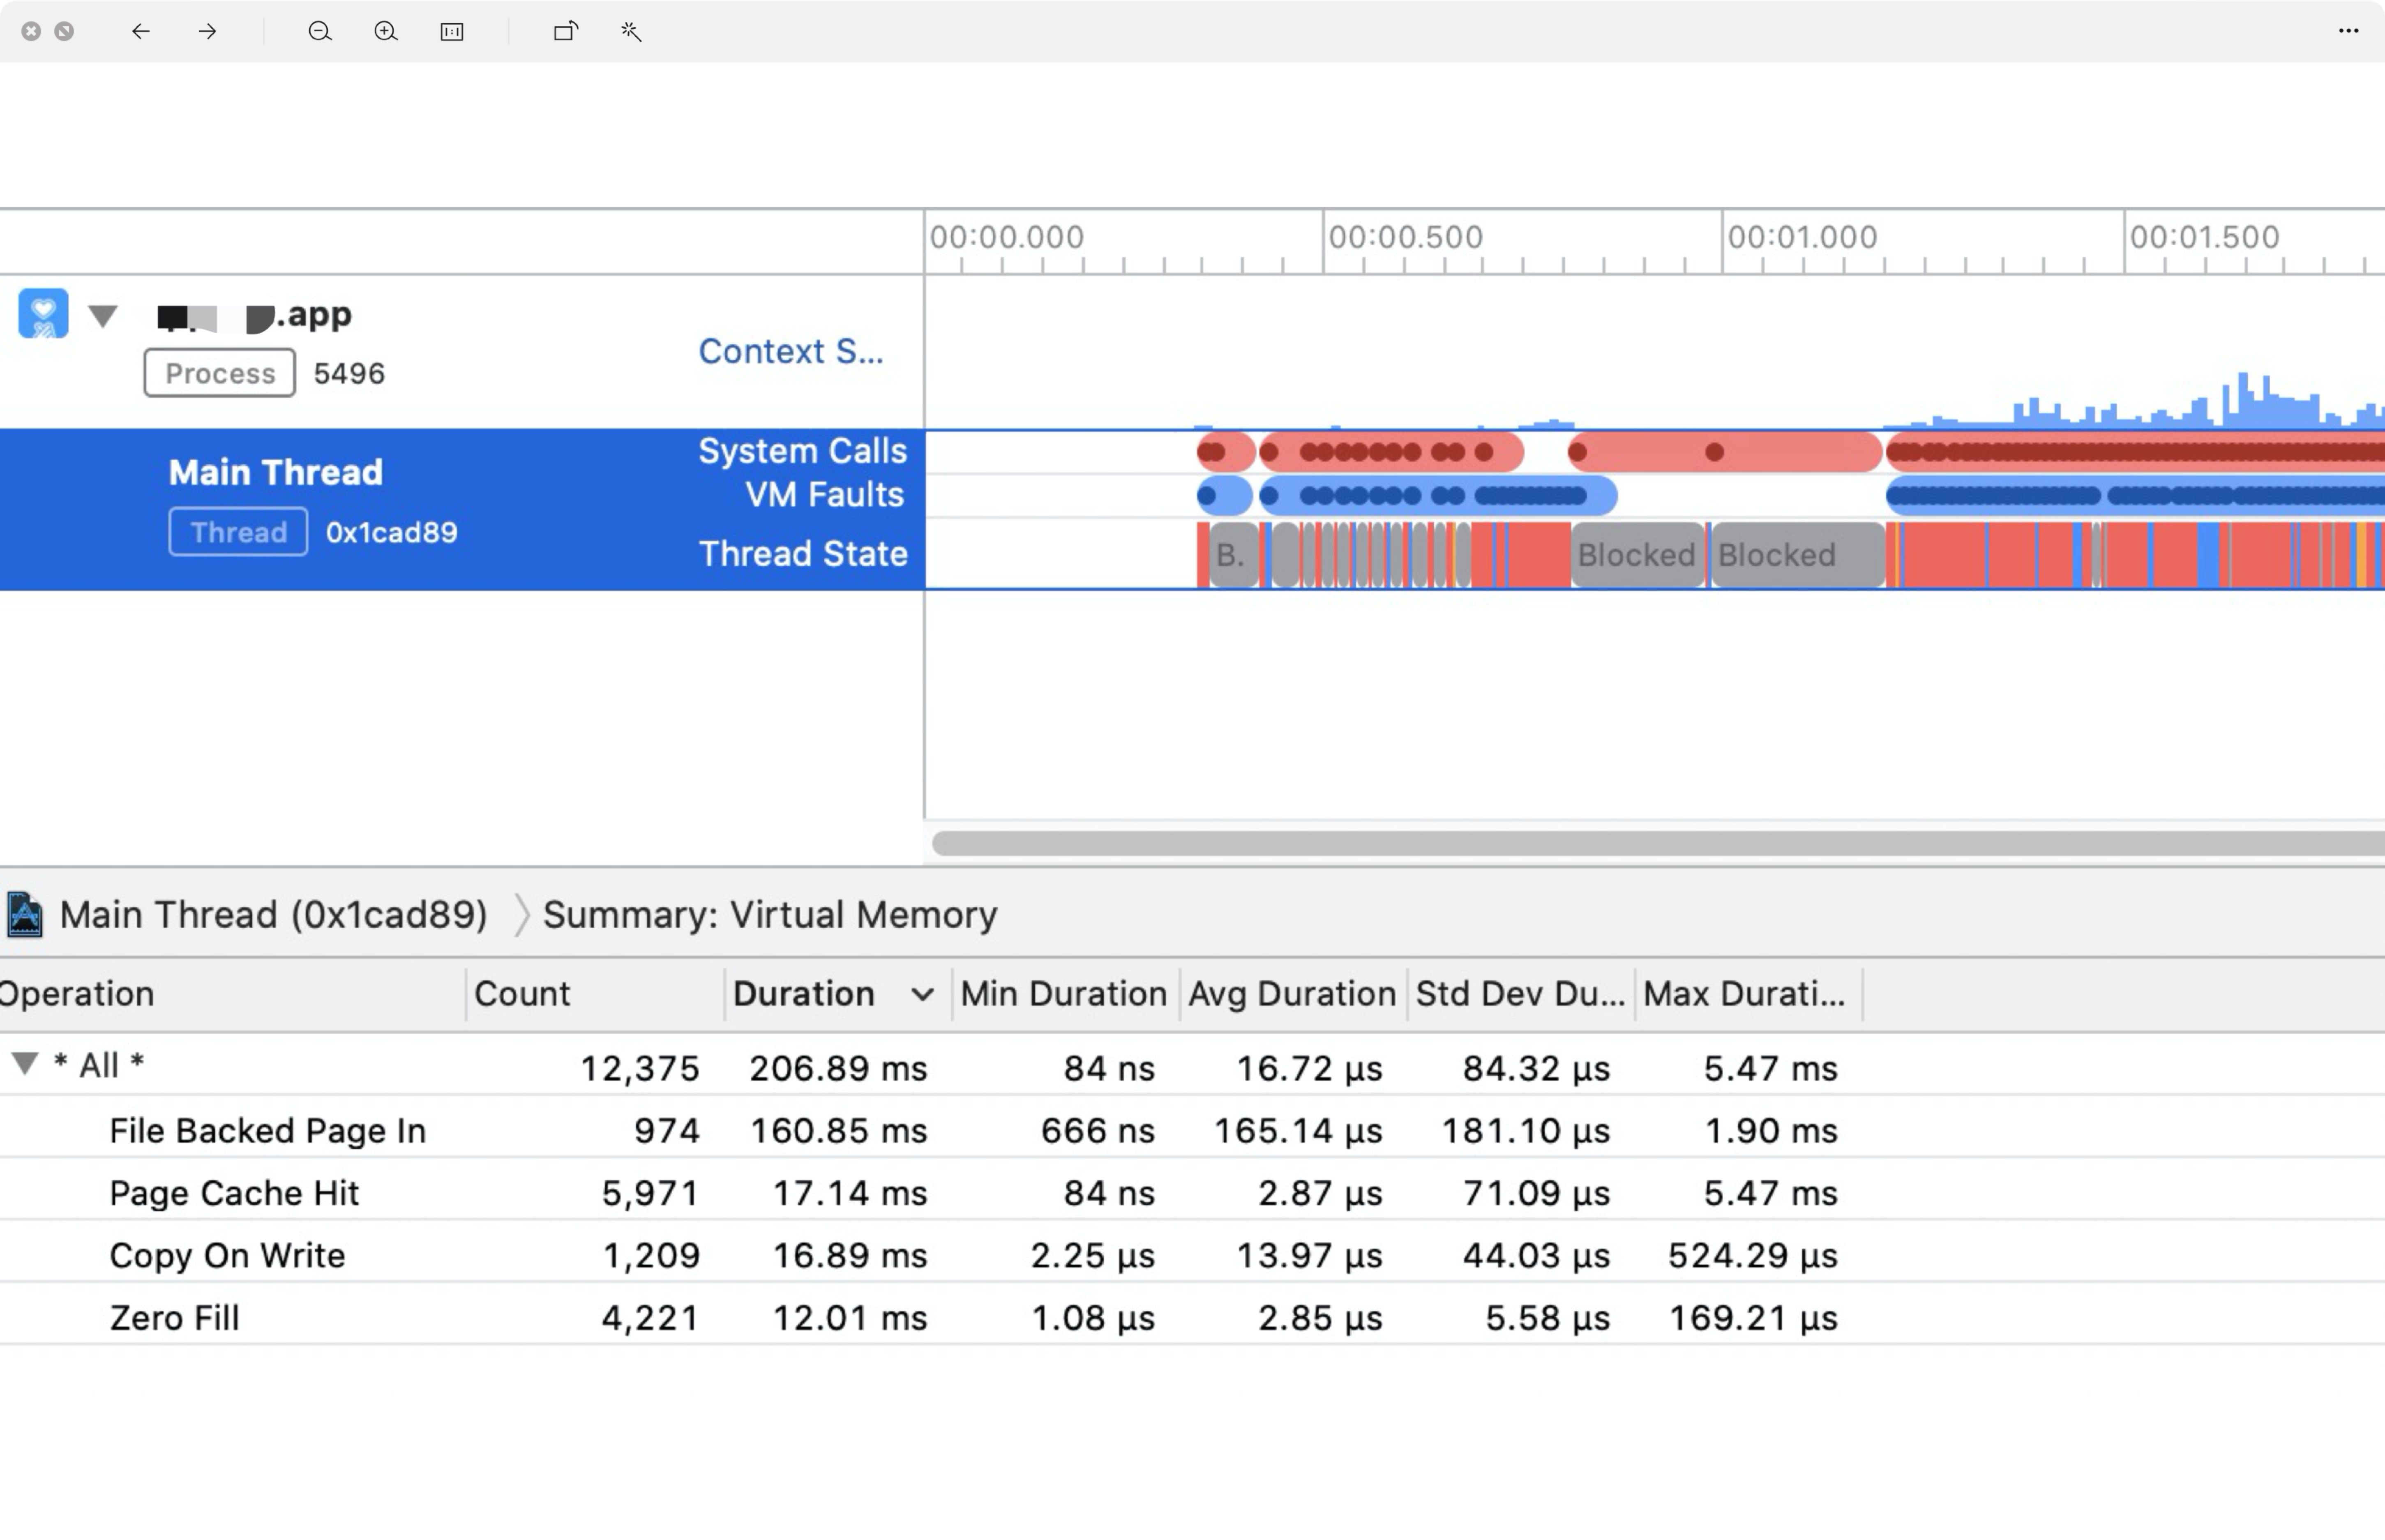 00:00.000 00:00.500 00:01.000 00:01.500
.app
Context S...
Process 5496
System Calls
Main Thread
VM Faults
Thread 0x1cad89
Thread State
B. Blocked Blocked
Main Thread (0x1cad89) Summary: Virtual Memory
Operation Count Duration Min Duration Avg Duration Std Dev Du... Max Durati...
* All * 12,375 206.89 ms 84 ns 16.72 µs 84.32 µs 5.47 ms
File Backed Page In 974 160.85 ms 666 ns 165.14 µs 181.10 µs 1.90 ms
Page Cache Hit 5,971 17.14 ms 84 ns 2.87 µs 71.09 µs 5.47 ms
Copy On Write 1,209 16.89 ms 2.25 µs 13.97 µs 44.03 µs 524.29 µs
Zero Fill 4,221 12.01 ms 1.08 µs 2.85 µs 5.58 µs 169.21 µs